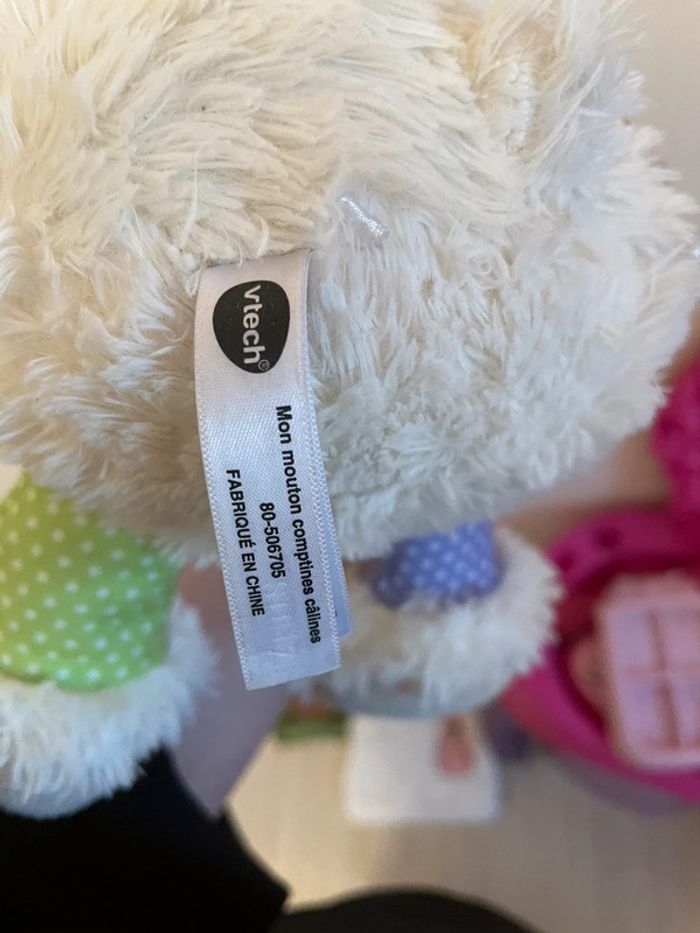 vtech®
Mon mouton comptines câlines
80-506705
FABRIQUÉ EN CHINE